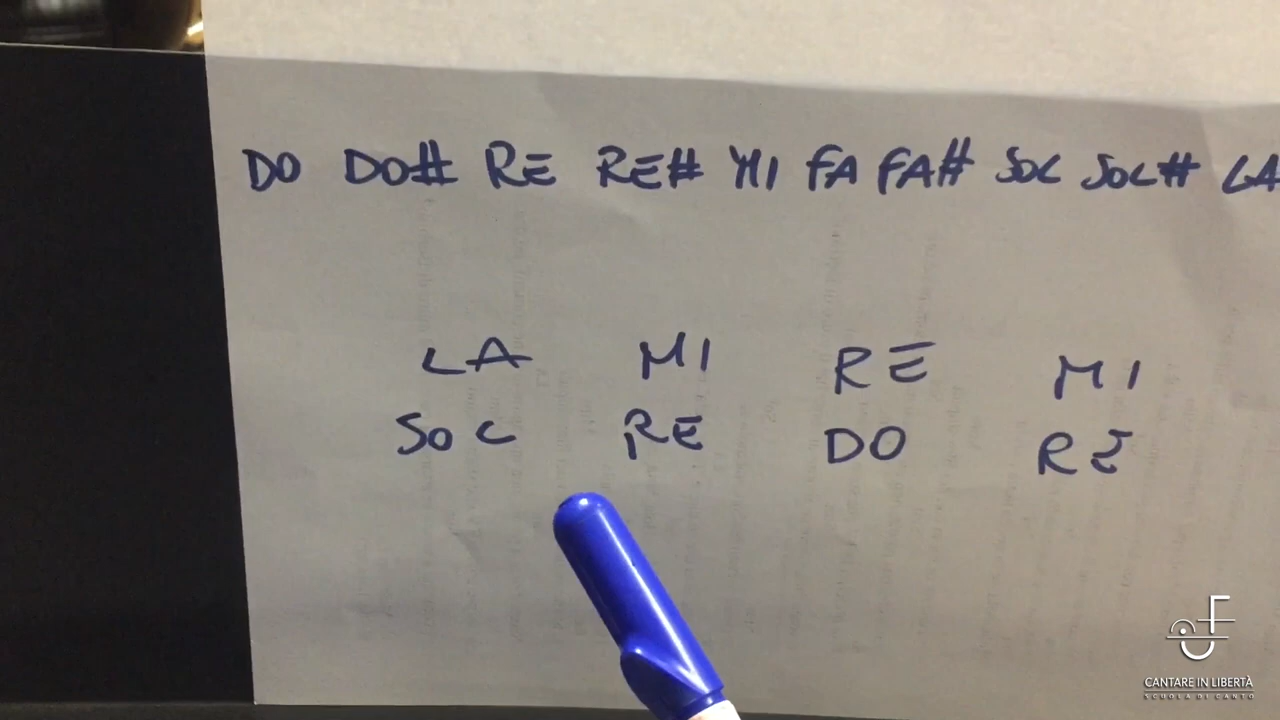 DO DO# RE RE# MI FA FA# SOL SOL# LA
LA MI RE MI
SOL RE DO RE
CANTARE IN LIBERTÀ
SCUOLA DI CANTO